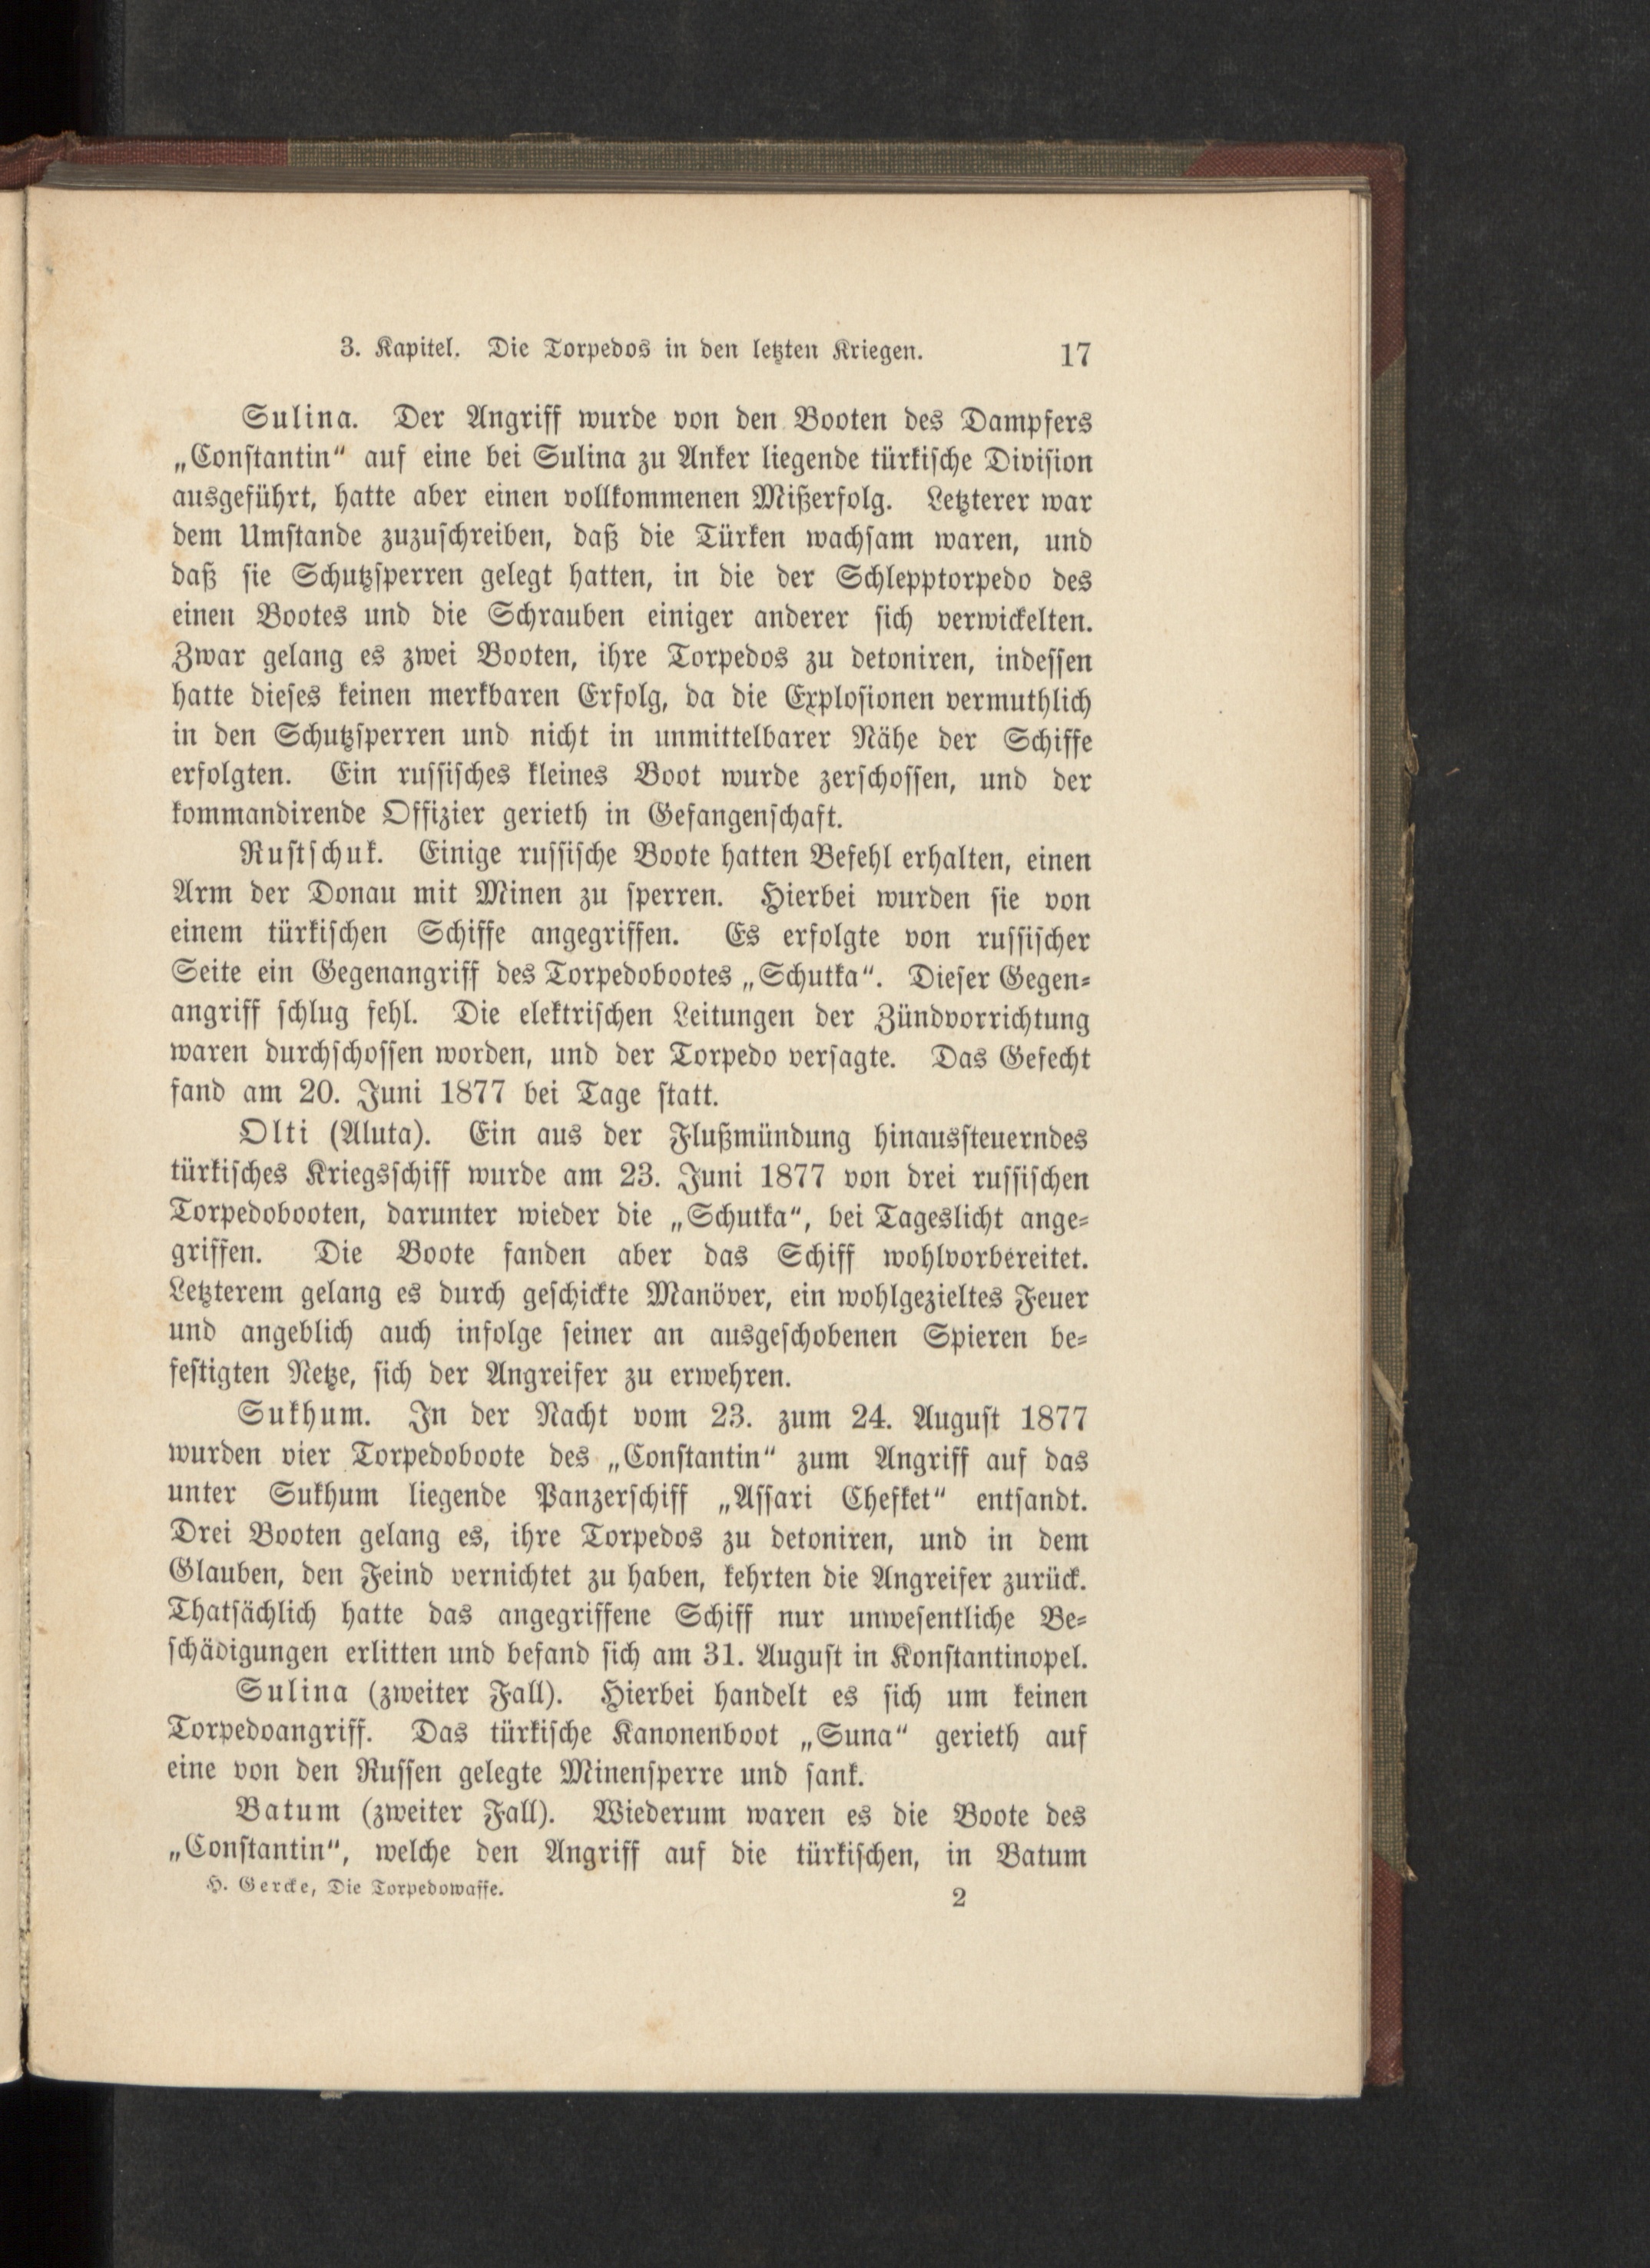 3. Kapitel. Die Torpedos in den letzten Kriegen. 17
Sulina. Der Angriff wurde von den Booten des Dampfers
„Constantin“ auf eine bei Sulina zu Anker liegende türkische Division
ausgeführt, hatte aber einen vollkommenen Mißerfolg. Letzterer war
dem Umstande zuzuschreiben, daß die Türken wachsam waren, und
daß sie Schutzsperren gelegt hatten, in die der Schlepptorpedo des
einen Bootes und die Schrauben einiger anderer sich verwickelten.
Zwar gelang es zwei Booten, ihre Torpedos zu detoniren, indessen
hatte dieses keinen merkbaren Erfolg, da die Explosionen vermuthlich
in den Schutzsperren und nicht in unmittelbarer Nähe der Schiffe
erfolgten. Ein russisches kleines Boot wurde zerschossen, und der
kommandirende Offizier gerieth in Gefangenschaft.
Rustschuk. Einige russische Boote hatten Befehl erhalten, einen
Arm der Donau mit Minen zu sperren. Hierbei wurden sie von
einem türkischen Schiffe angegriffen. Es erfolgte von russischer
Seite ein Gegenangriff des Torpedobootes „Schutka“. Dieser Gegen-
angriff schlug fehl. Die elektrischen Leitungen der Zündvorrichtung
waren durchschossen worden, und der Torpedo versagte. Das Gefecht
fand am 20. Juni 1877 bei Tage statt.
Olti (Aluta). Ein aus der Flußmündung hinaussteuerndes
türkisches Kriegsschiff wurde am 23. Juni 1877 von drei russischen
Torpedobooten, darunter wieder die „Schutka“, bei Tageslicht ange-
griffen. Die Boote fanden aber das Schiff wohlvorbereitet.
Letzterem gelang es durch geschickte Manöver, ein wohlgezieltes Feuer
und angeblich auch infolge seiner an ausgeschobenen Spieren be-
festigten Netze, sich der Angreifer zu erwehren.
Sukhum. In der Nacht vom 23. zum 24. August 1877
wurden vier Torpedoboote des „Constantin“ zum Angriff auf das
unter Sukhum liegende Panzerschiff „Assari Chefket“ entsandt.
Drei Booten gelang es, ihre Torpedos zu detoniren, und in dem
Glauben, den Feind vernichtet zu haben, kehrten die Angreifer zurück.
Thatsächlich hatte das angegriffene Schiff nur unwesentliche Be-
schädigungen erlitten und befand sich am 31. August in Konstantinopel.
Sulina (zweiter Fall). Hierbei handelt es sich um keinen
Torpedoangriff. Das türkische Kanonenboot „Suna“ gerieth auf
eine von den Russen gelegte Minensperre und sank.
Batum (zweiter Fall). Wiederum waren es die Boote des
„Constantin“, welche den Angriff auf die türkischen, in Batum
H. Gercke, Die Torpedowaffe. 2